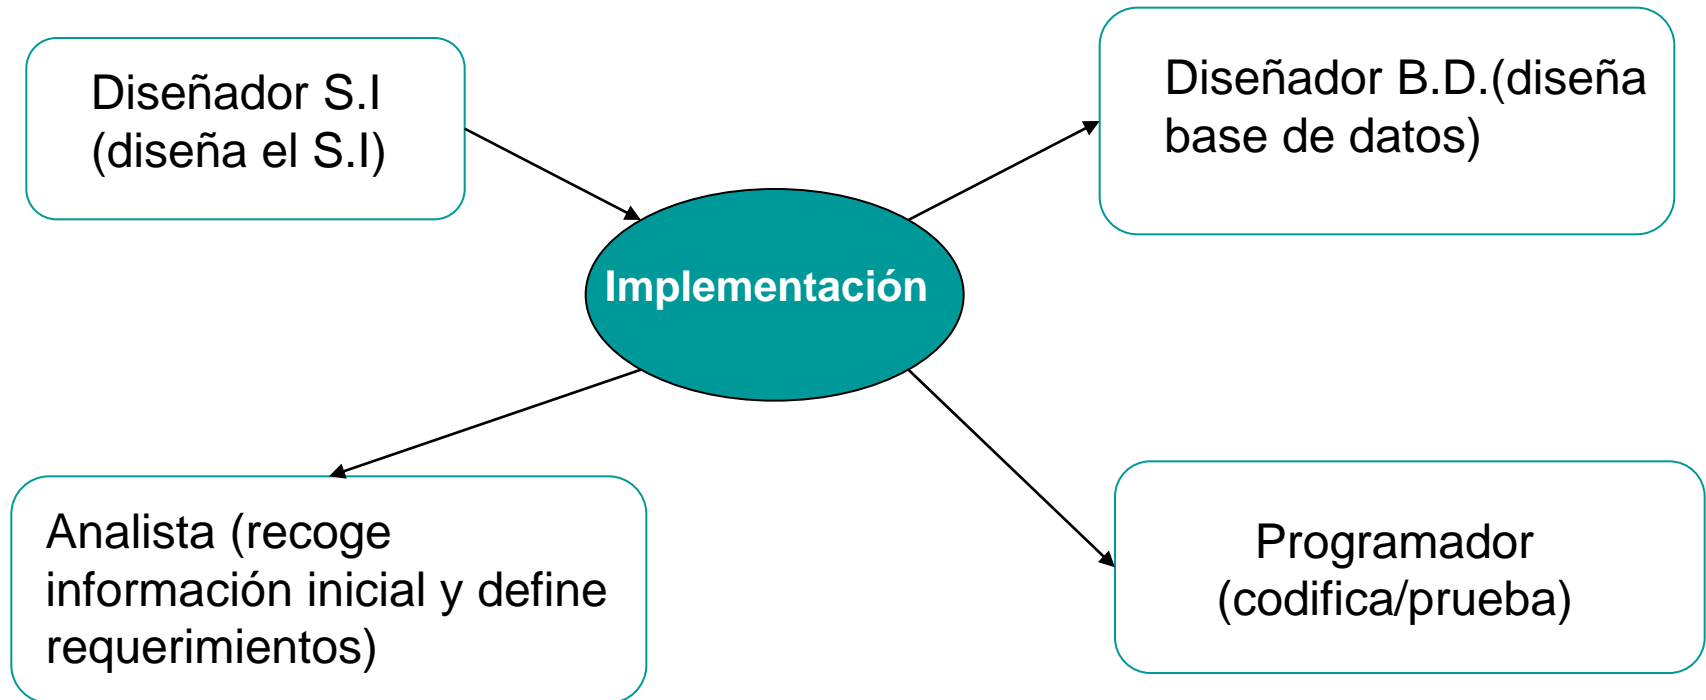 Diseñador S.I
(diseña el S.I)
Diseñador B.D.(diseña
base de datos)
Implementación
Analista (recoge
información inicial y define
requerimientos)
Programador
(codifica/prueba)